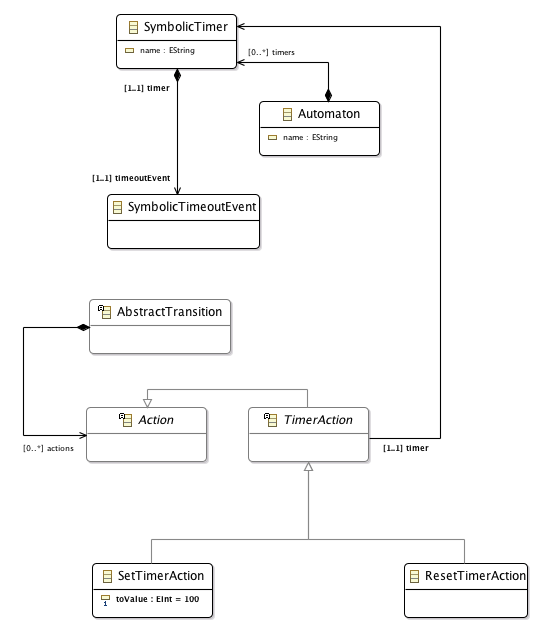 SymbolicTimer
name : EString
[0..*] timers
[1..1] timer
Automaton
name : EString
[1..1] timeoutEvent
SymbolicTimeoutEvent
AbstractTransition
Action
TimerAction
[0..*] actions
[1..1] timer
SetTimerAction
toValue : EInt = 100
ResetTimerAction